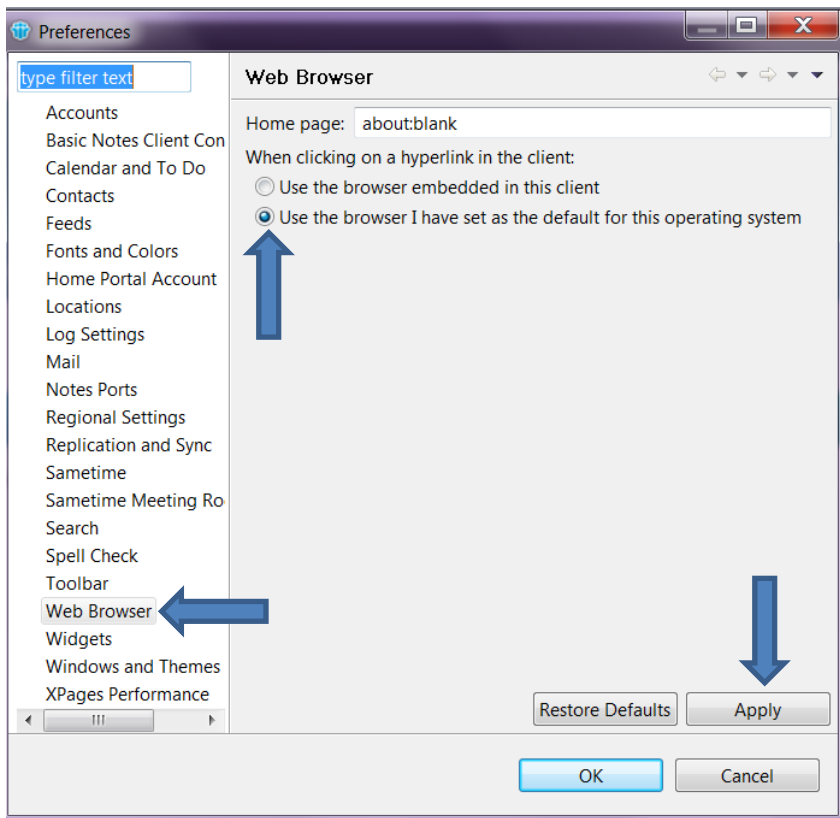 Preferences
type filter text
Accounts
Basic Notes Client Con
Calendar and To Do
Contacts
Feeds
Fonts and Colors
Home Portal Account
Locations
Log Settings
Mail
Notes Ports
Regional Settings
Replication and Sync
Sametime
Sametime Meeting Ro
Search
Spell Check
Toolbar
Web Browser
Widgets
Windows and Themes
XPages Performance
Web Browser
Home page: about:blank
When clicking on a hyperlink in the client:
Use the browser embedded in this client
Use the browser I have set as the default for this operating system
Restore Defaults Apply
OK Cancel